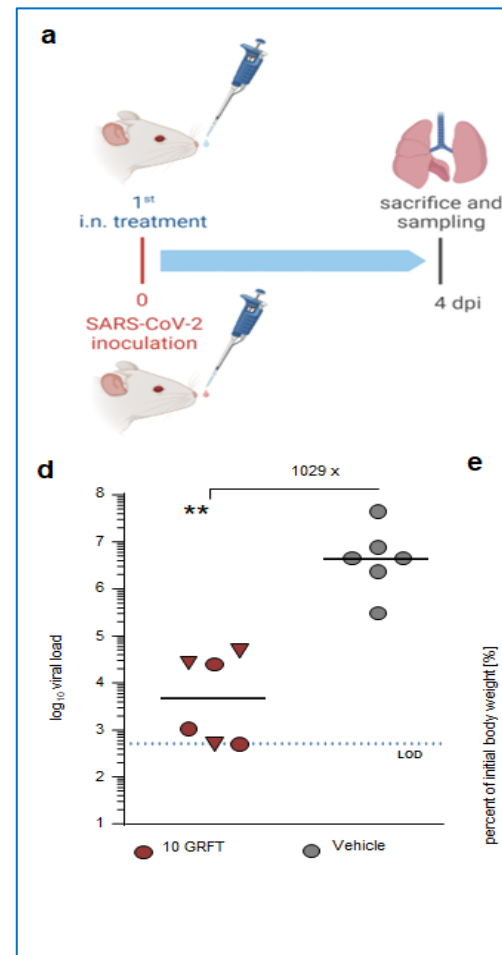 a
1st
i.n. treatment
sacrifice and
sampling
0
4 dpi
SARS-CoV-2
inoculation
d
1029 x
e
**
8
7
6
5
4
3
2
1
log10 viral load
LOD
percent of initial body weight [%]
10 GRFT
Vehicle